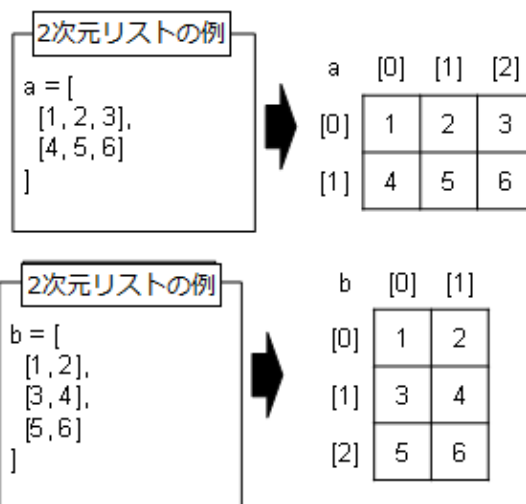 2次元リストの例
a = [
[1, 2, 3],
[4, 5, 6]
]
a [0] [1] [2]
[0] 1 2 3
[1] 4 5 6
2次元リストの例
b = [
[1, 2],
[3, 4],
[5, 6]
]
b [0] [1]
[0] 1 2
[1] 3 4
[2] 5 6